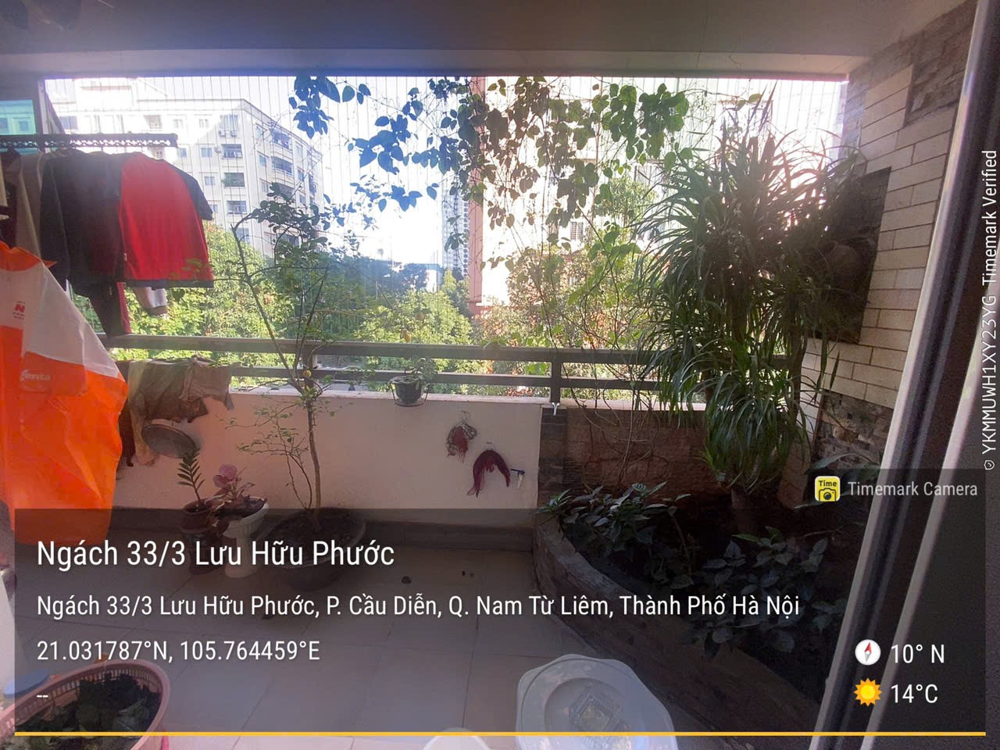 YKMMUWH1XY23YG Timemark Verified
Time
Timemark Camera
Ngách 33/3 Lưu Hữu Phước
Ngách 33/3 Lưu Hữu Phước, P. Cầu Diễn, Q. Nam Từ Liêm, Thành Phố Hà Nội
21.031787°N, 105.764459°E
--
10° N
14°C